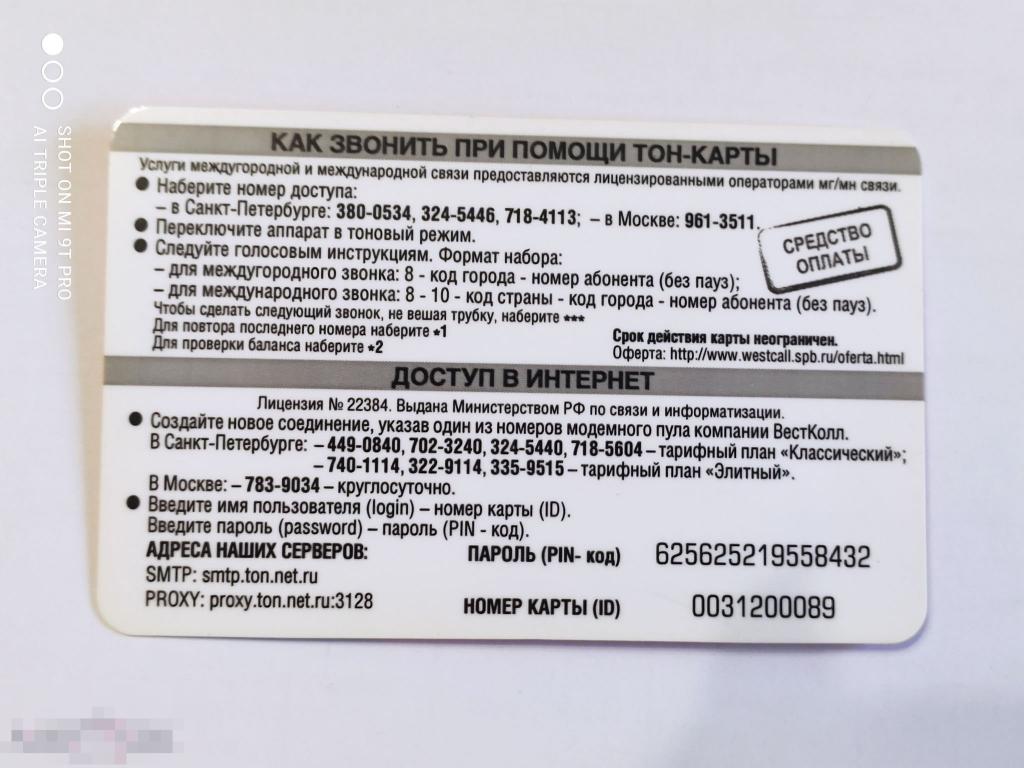 SHOT ON MI 9T PRO
AI TRIPLE CAMERA
КАК ЗВОНИТЬ ПРИ ПОМОЩИ ТОН-КАРТЫ
Услуги междугородной и международной связи предоставляются лицензированными операторами мг/мн связи.
● Наберите номер доступа:
– в Санкт-Петербурге: 380-0534, 324-5446, 718-4113; – в Москве: 961-3511.
● Переключите аппарат в тоновый режим.
● Следуйте голосовым инструкциям. Формат набора:
– для междугородного звонка: 8 - код города - номер абонента (без пауз);
– для международного звонка: 8 - 10 - код страны - код города - номер абонента (без пауз).
СРЕДСТВО
ОПЛАТЫ
Чтобы сделать следующий звонок, не вешая трубку, наберите ***
Для повтора последнего номера наберите *1
Для проверки баланса наберите *2
Срок действия карты неограничен.
Оферта: http://www.westcall.spb.ru/oferta.html
ДОСТУП В ИНТЕРНЕТ
Лицензия № 22384. Выдана Министерством РФ по связи и информатизации.
● Создайте новое соединение, указав один из номеров модемного пула компании ВестКолл.
В Санкт-Петербурге: – 449-0840, 702-3240, 324-5440, 718-5604 – тарифный план «Классический»;
– 740-1114, 322-9114, 335-9515 – тарифный план «Элитный».
В Москве: – 783-9034 – круглосуточно.
● Введите имя пользователя (login) – номер карты (ID).
Введите пароль (password) – пароль (PIN - код).
АДРЕСА НАШИХ СЕРВЕРОВ:
SMTP: smtp.ton.net.ru
PROXY: proxy.ton.net.ru:3128
ПАРОЛЬ (PIN- код) 625625219558432
НОМЕР КАРТЫ (ID) 0031200089